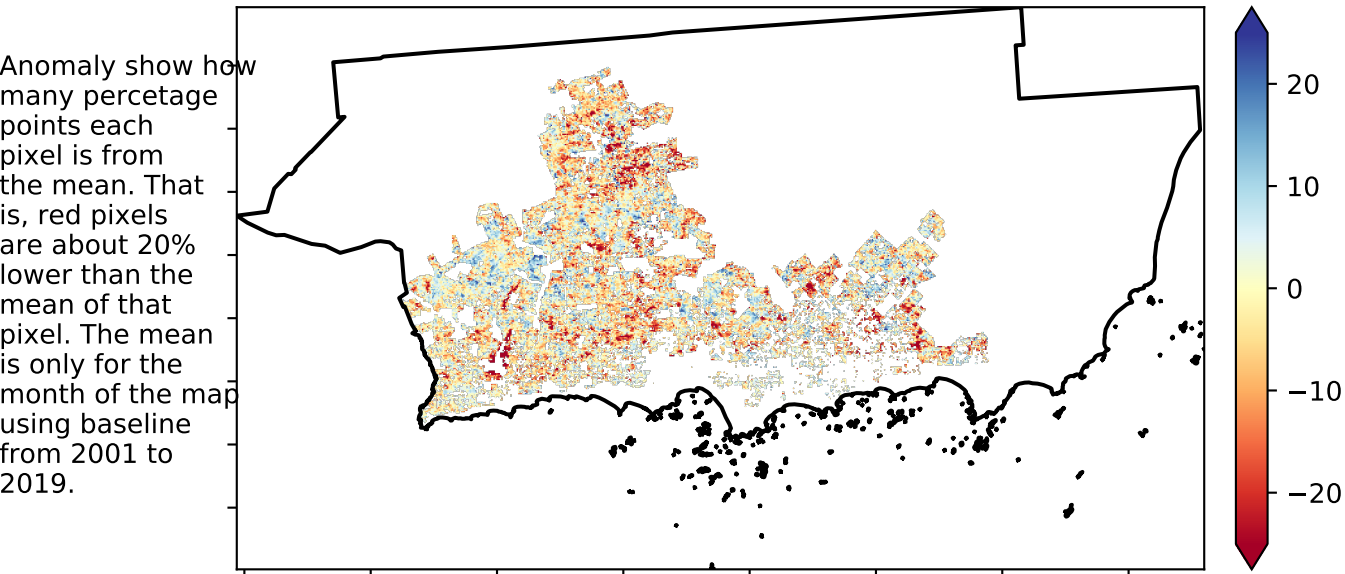 Anomaly show how
many percetage
points each
pixel is from
the mean. That
is, red pixels
are about 20%
lower than the
mean of that
pixel. The mean
is only for the
month of the map
using baseline
from 2001 to
2019.
20
10
0
−10
−20